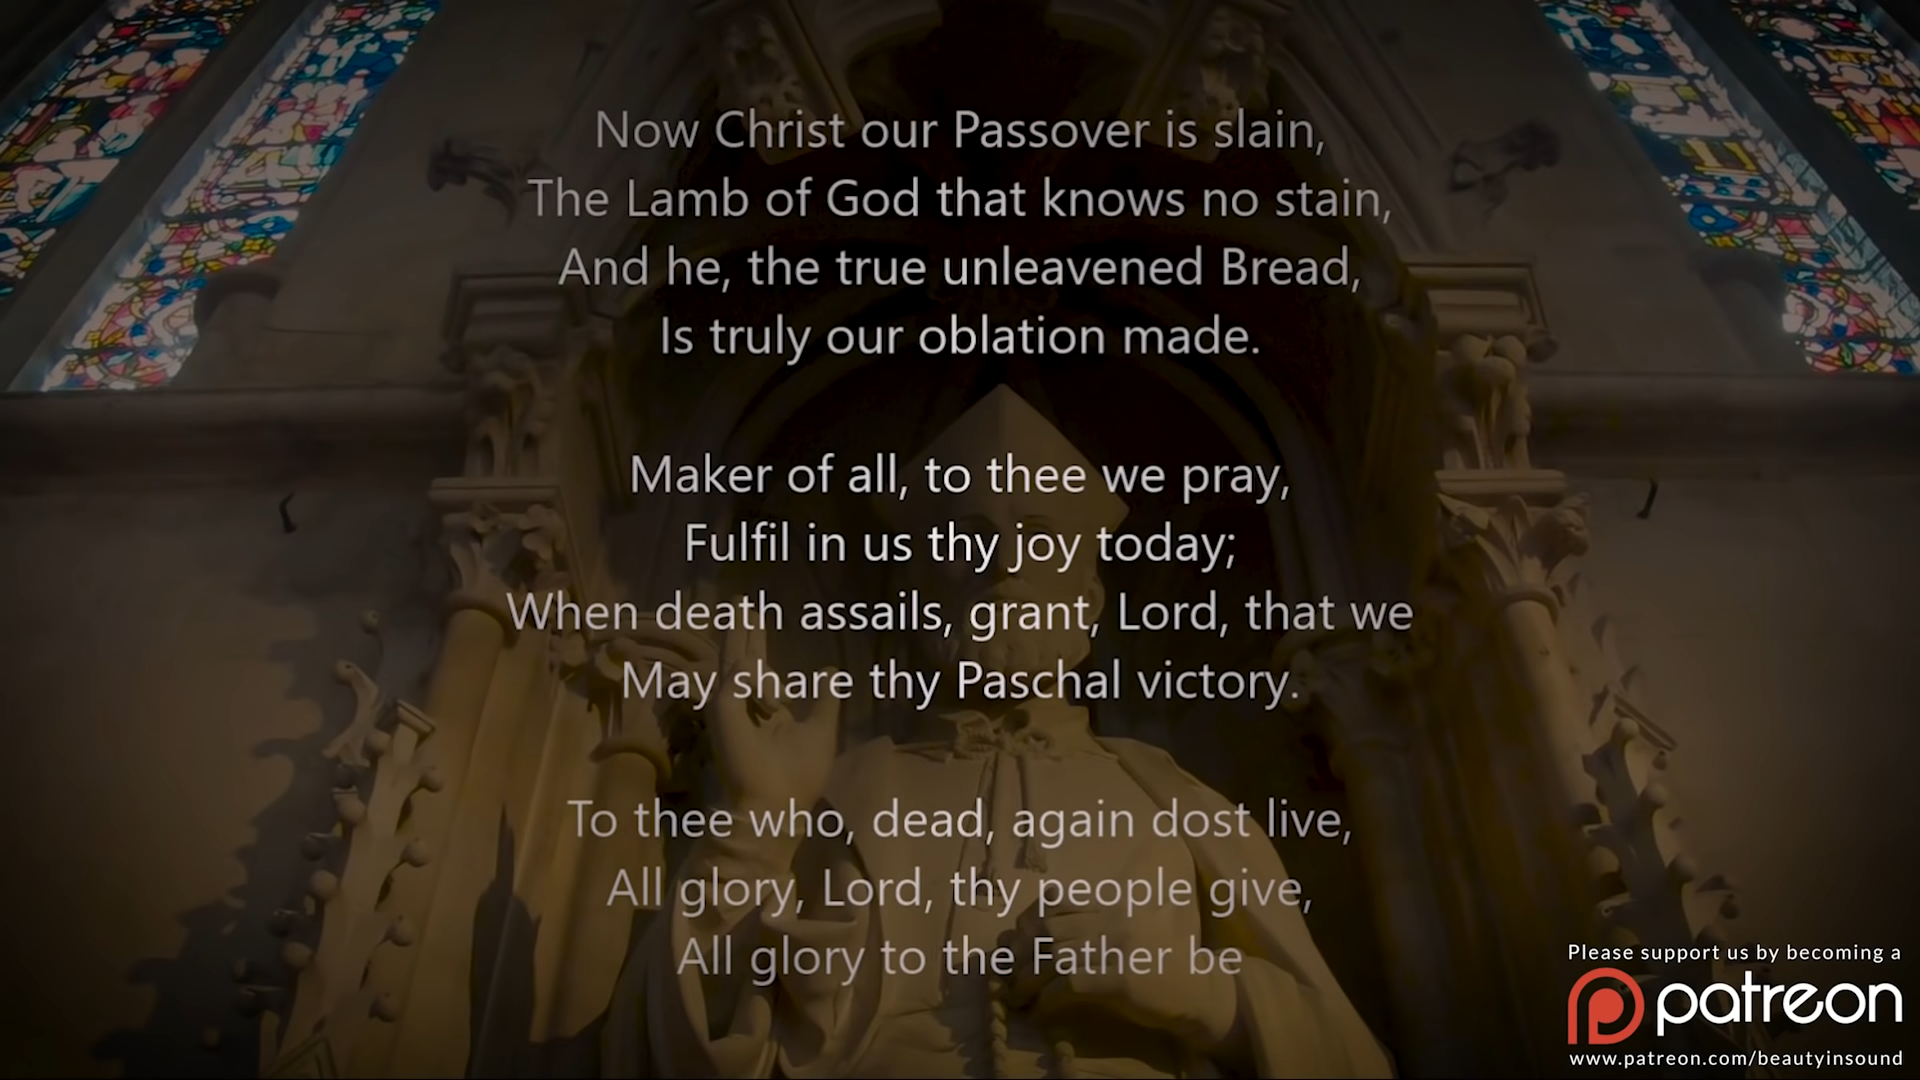 Now Christ our Passover is slain,
The Lamb of God that knows no stain,
And he, the true unleavened Bread,
Is truly our oblation made.
Maker of all, to thee we pray,
Fulfil in us thy joy today;
When death assails, grant, Lord, that we
May share thy Paschal victory.
To thee who, dead, again dost live,
All glory, Lord, thy people give,
All glory to the Father be
Please support us by becoming a
patreon
www.patreon.com/beautyinsound